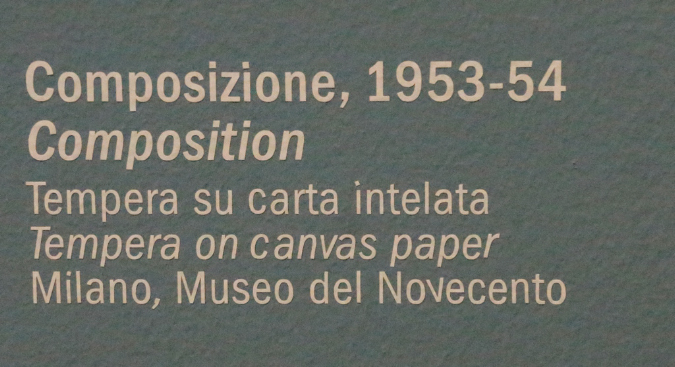 Composizione, 1953-54
Composition
Tempera su carta intelata
Tempera on canvas paper
Milano, Museo del Novecento